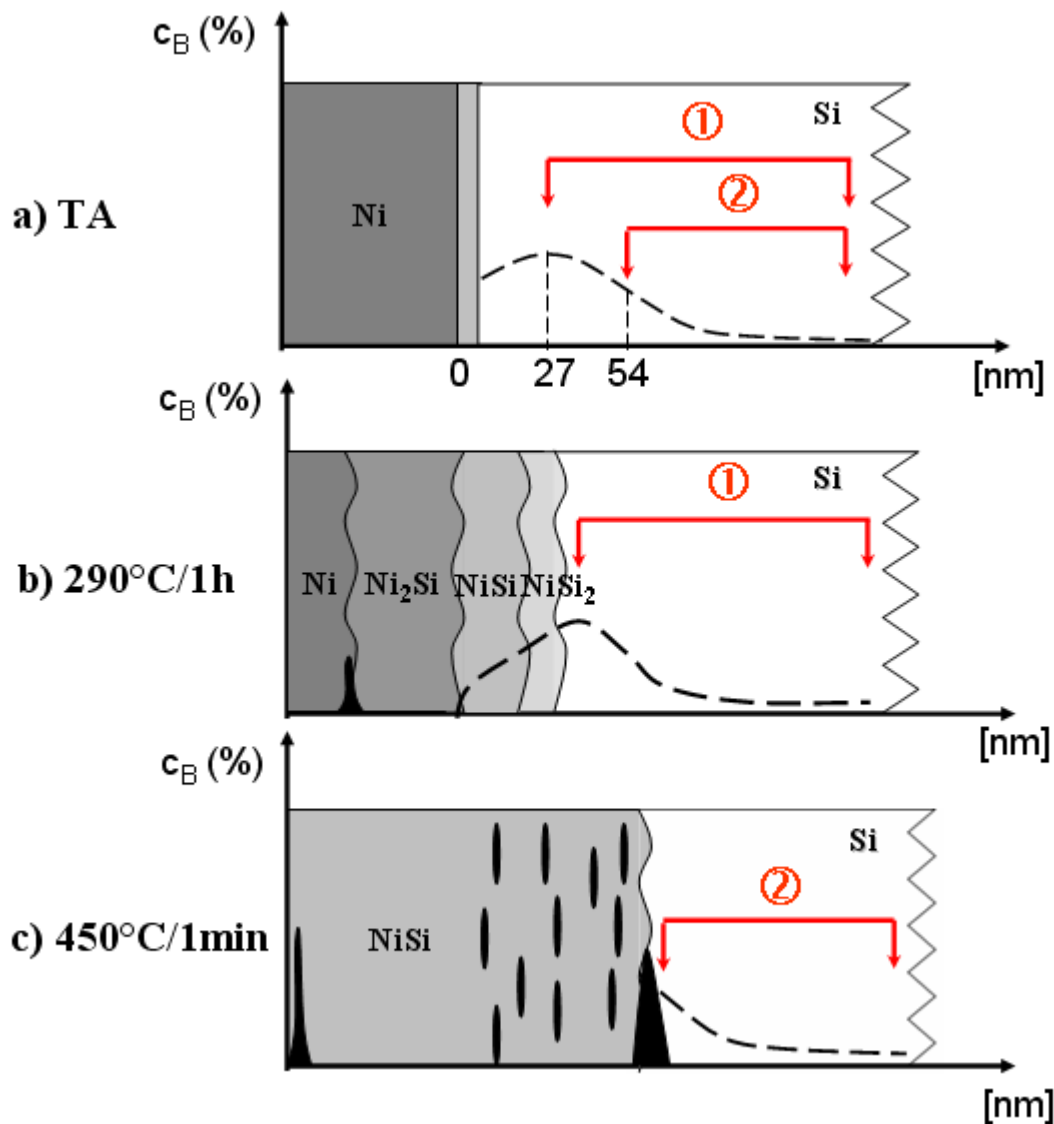 c_B (%)
Si
①
②
a) TA
Ni
0 27 54
[nm]
c_B (%)
Si
①
b) 290°C/1h
Ni Ni₂Si NiSi NiSi₂
[nm]
c_B (%)
Si
②
c) 450°C/1min
NiSi
[nm]